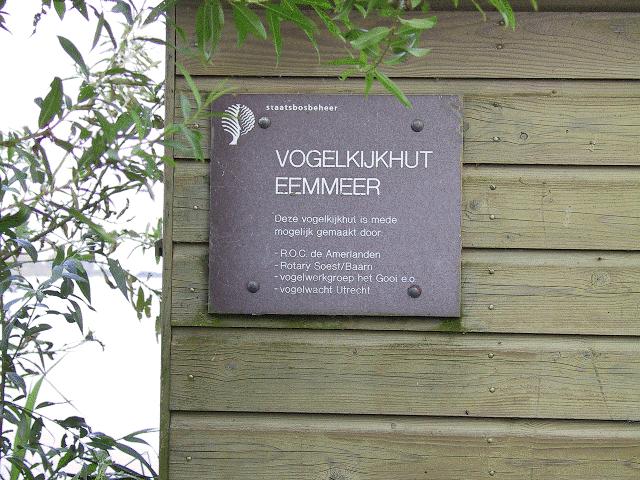 staatsbosbeheer
VOGELKIJKHUT
EEMMEER
Deze vogelkijkhut is mede
mogelijk gemaakt door:
- R.O.C. de Amerlanden
- Rotary Soest/Baarn
- vogelwerkgroep het Gooi e.o.
- vogelwacht Utrecht